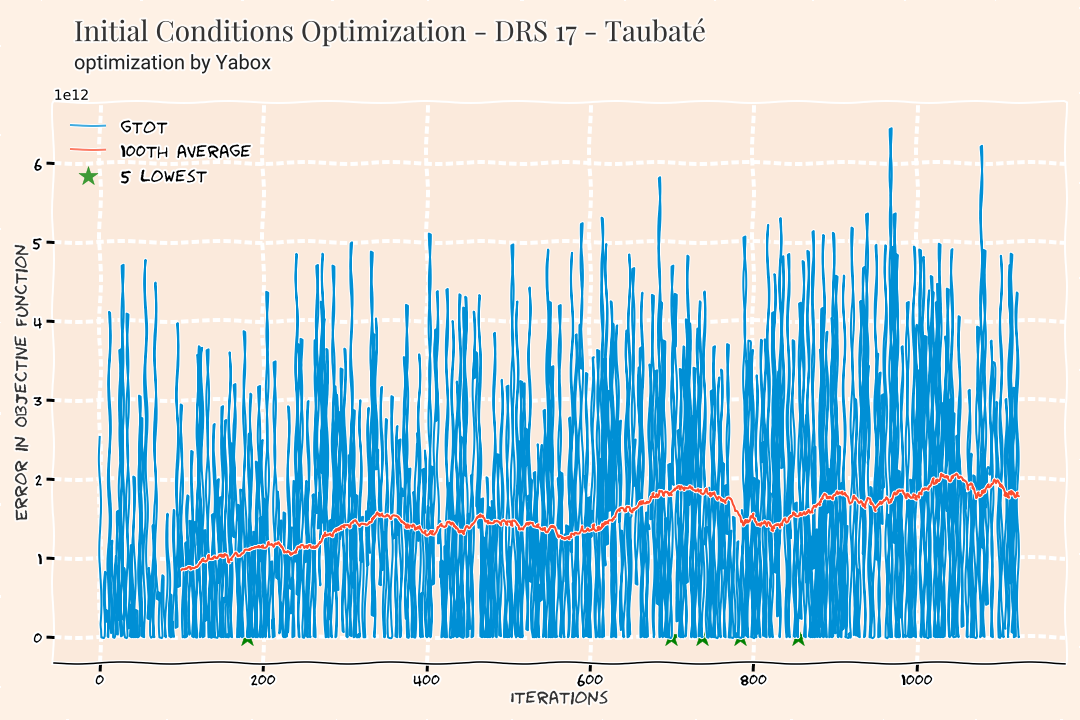 Initial Conditions Optimization - DRS 17 - Taubaté
optimization by Yabox
1e12
GTOT
100TH AVERAGE
5 LOWEST
ERROR IN OBJECTIVE FUNCTION
6
5
4
3
2
1
0
0 200 400 600 800 1000
ITERATIONS